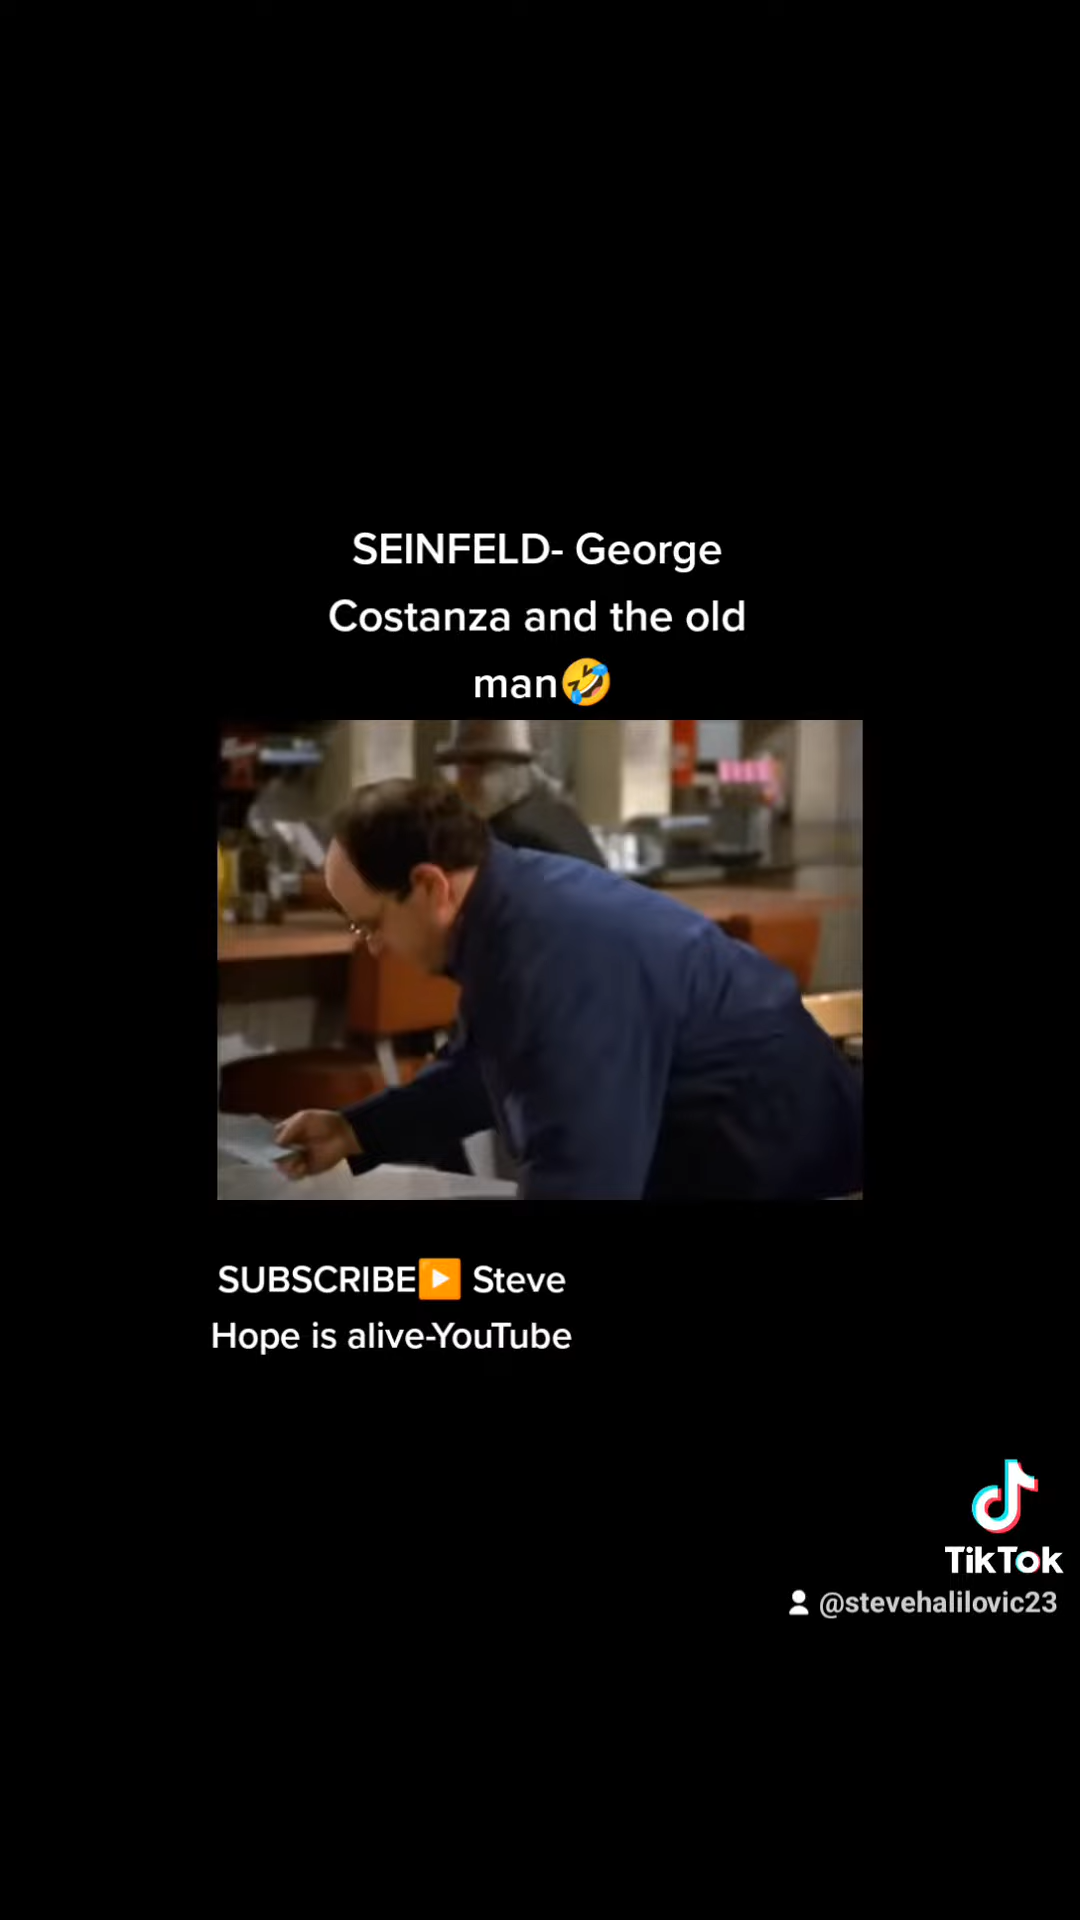 SEINFELD- George
Costanza and the old
man🤣
SUBSCRIBE▶️ Steve
Hope is alive-YouTube
TikTok
@stevehalilovic23